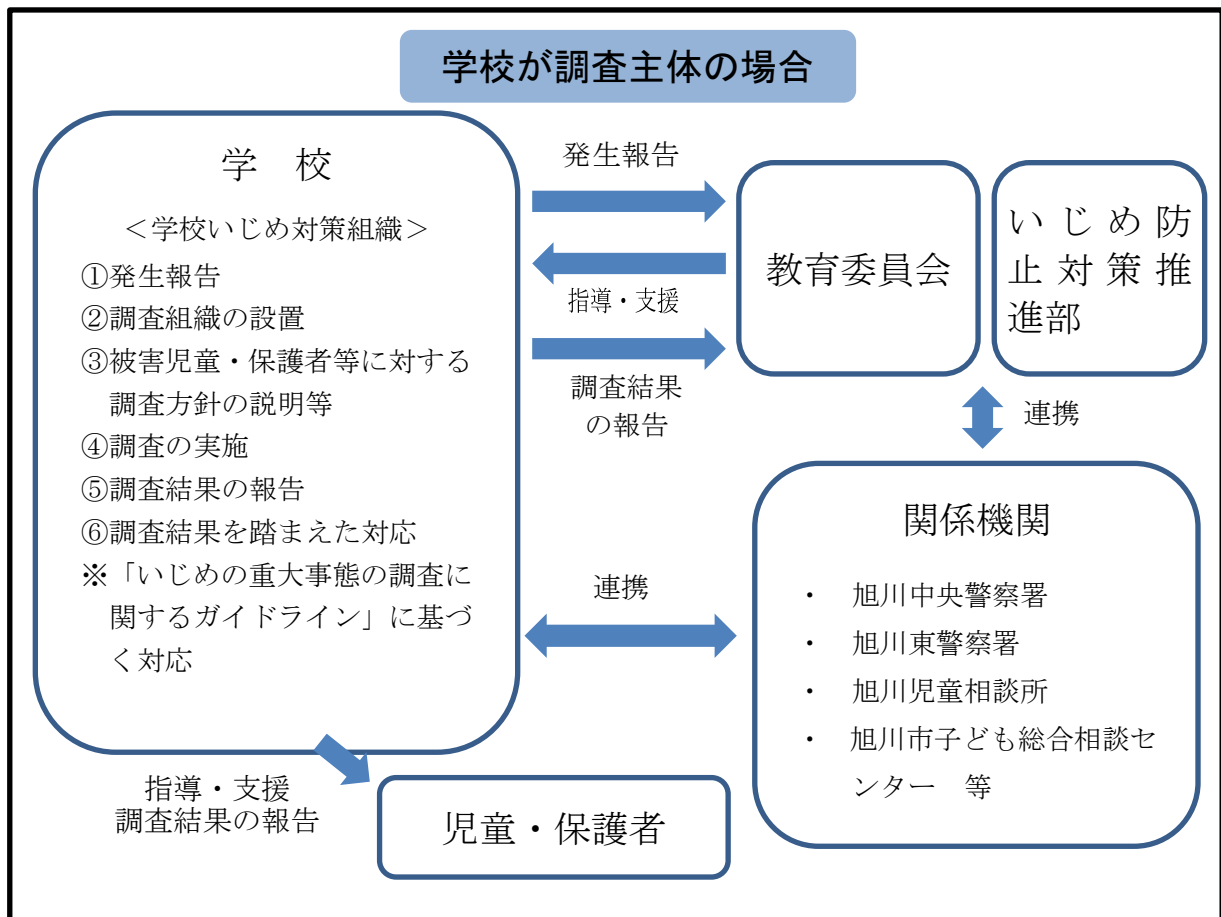 学校が調査主体の場合
学　校
＜学校いじめ対策組織＞
①発生報告
②調査組織の設置
③被害児童・保護者等に対する
調査方針の説明等
④調査の実施
⑤調査結果の報告
⑥調査結果を踏まえた対応
※「いじめの重大事態の調査に
関するガイドライン」に基づ
く対応
発生報告
指導・支援
調査結果
の報告
教育委員会
いじめ防
止対策推
進部
連携
連携
関係機関
・　旭川中央警察署
・　旭川東警察署
・　旭川児童相談所
・　旭川市子ども総合相談セ
ンター　等
指導・支援
調査結果の報告
児童・保護者